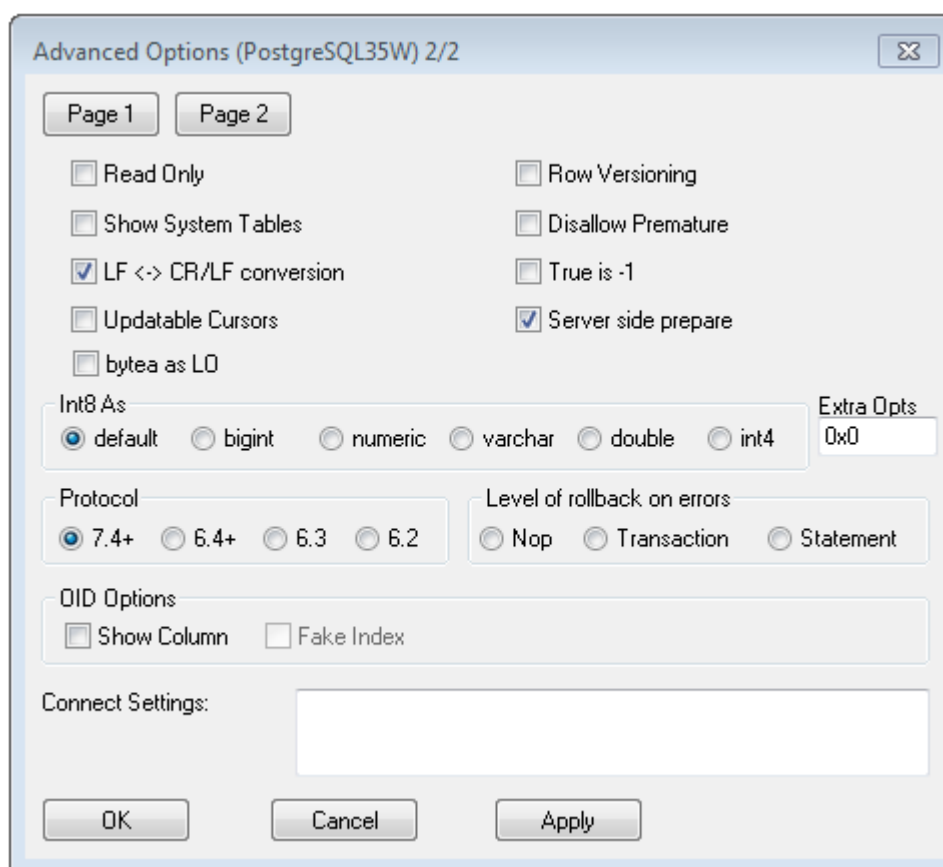 Advanced Options (PostgreSQL35W) 2/2
Page 1 Page 2
Read Only Row Versioning
Show System Tables Disallow Premature
LF <-> CR/LF conversion True is -1
Updatable Cursors Server side prepare
bytea as LO
Int8 As Extra Opts
default bigint numeric varchar double int4 0x0
Protocol Level of rollback on errors
7.4+ 6.4+ 6.3 6.2 Nop Transaction Statement
OID Options
Show Column Fake Index
Connect Settings:
OK Cancel Apply